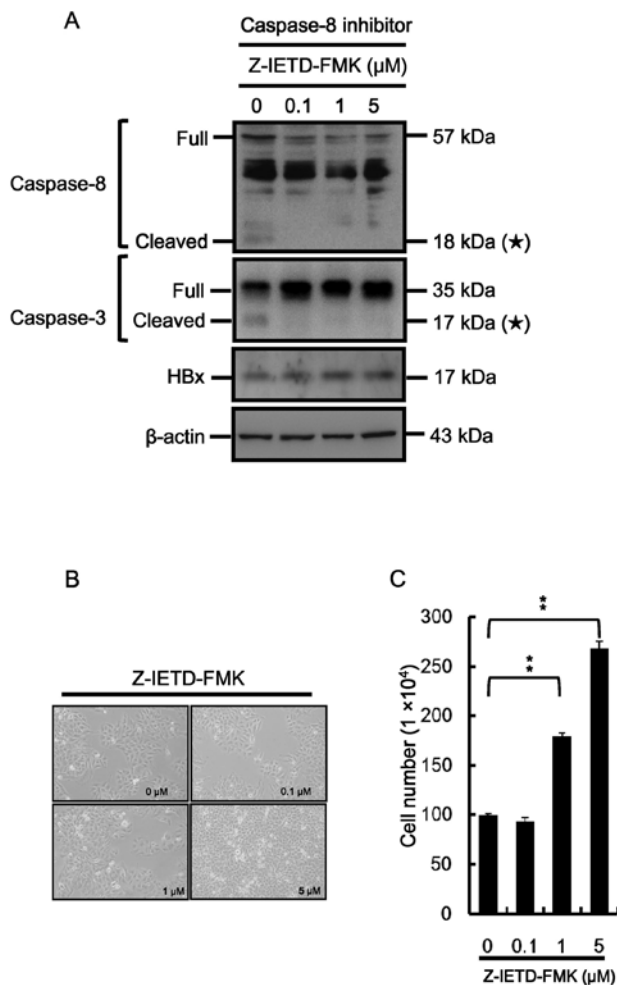 A
Caspase-8 inhibitor
Z-IETD-FMK (μM)
0 0.1 1 5
Caspase-8
Full 57 kDa
Cleaved 18 kDa (★)
Caspase-3
Full 35 kDa
Cleaved 17 kDa (★)
HBx 17 kDa
β-actin 43 kDa
B
Z-IETD-FMK
0 μM
0.1 μM
1 μM
5 μM
C
Cell number (1 ×10⁴)
300
250
200
150
100
50
0
**
**
0 0.1 1 5
Z-IETD-FMK (μM)